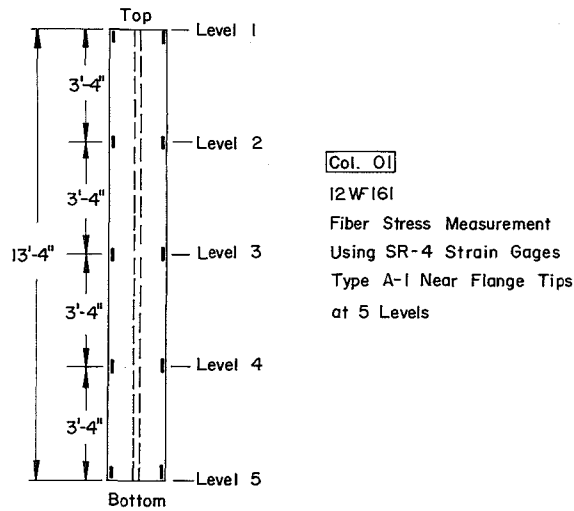 Top
Level 1
3'-4"
Level 2
3'-4"
13'-4"
Level 3
3'-4"
Level 4
3'-4"
Level 5
Bottom
Col. 01
12 WF 161
Fiber Stress Measurement
Using SR-4 Strain Gages
Type A-1 Near Flange Tips
at 5 Levels